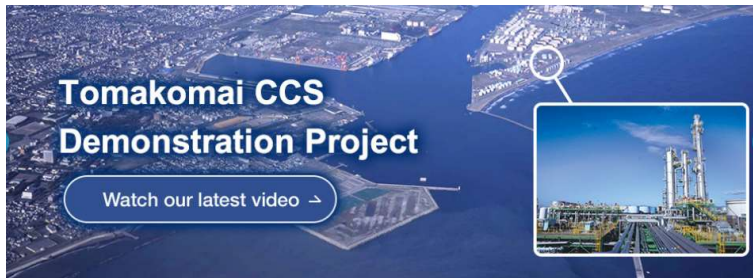 Tomakomai CCS
Demonstration Project
Watch our latest video